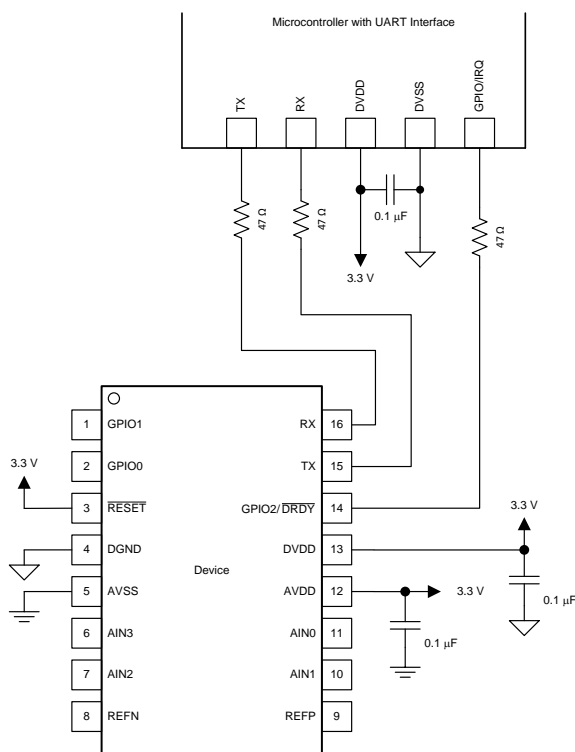 Microcontroller with UART Interface
TX
RX
DVDD
DVSS
GPIO/IRQ
47 Ω
47 Ω
0.1 μF
47 Ω
3.3 V
1 GPIO1 RX 16
2 GPIO0 TX 15
3.3 V
3 RESET GPIO2/DRDY 14
3.3 V
4 DGND DVDD 13
Device
5 AVSS AVDD 12
3.3 V
0.1 μF
6 AIN3 AIN0 11
0.1 μF
7 AIN2 AIN1 10
8 REFN REFP 9